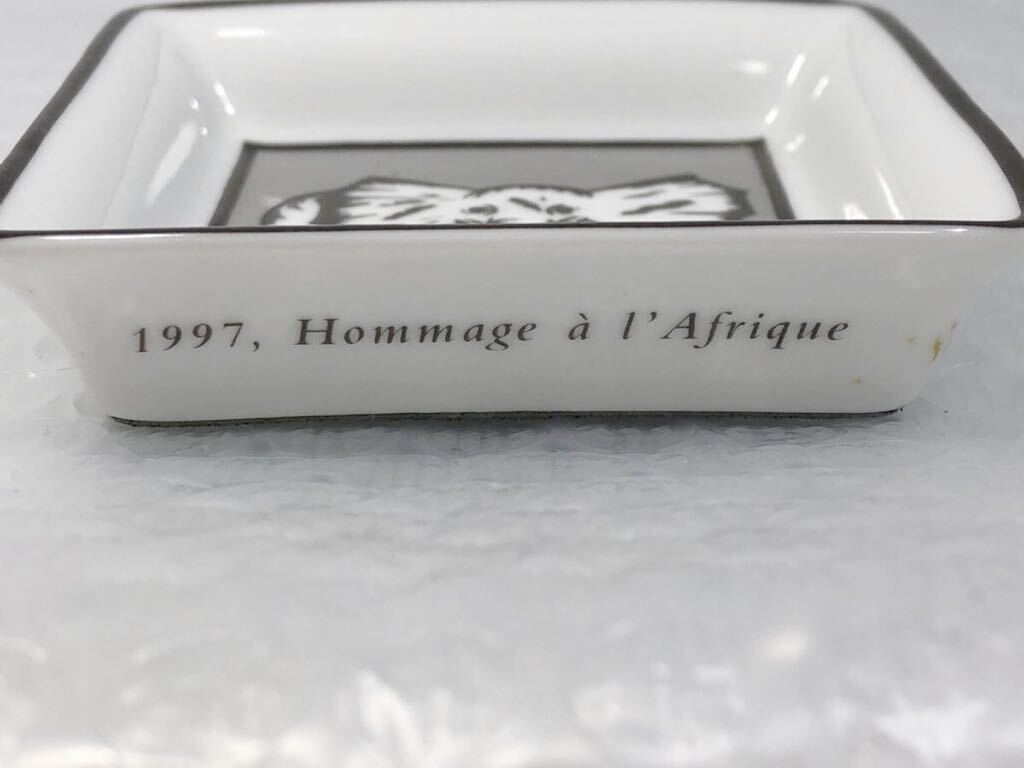 1997, Hommage à l'Afrique